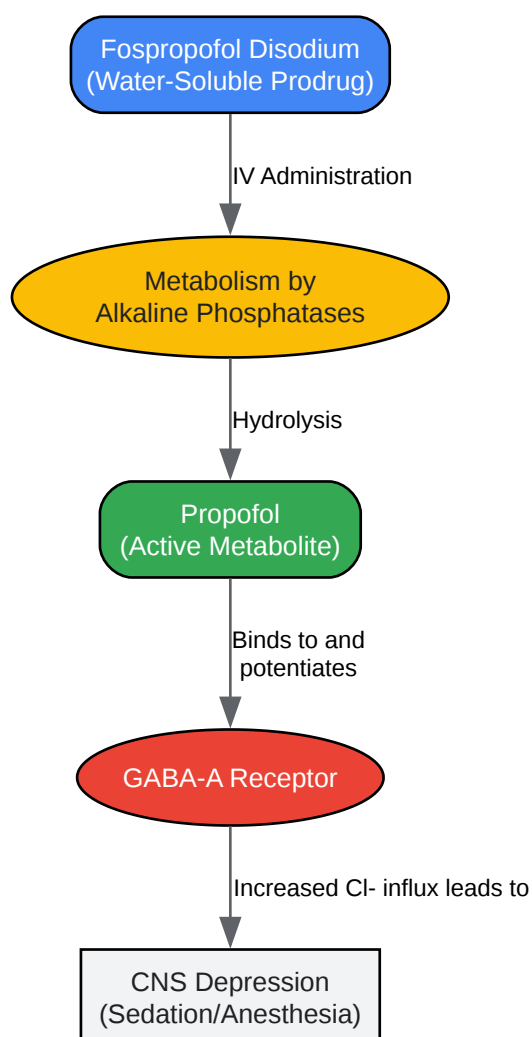 Fospropofol Disodium
(Water-Soluble Prodrug)
IV Administration
Metabolism by
Alkaline Phosphatases
Hydrolysis
Propofol
(Active Metabolite)
Binds to and
potentiates
GABA-A Receptor
Increased Cl- influx leads to
CNS Depression
(Sedation/Anesthesia)